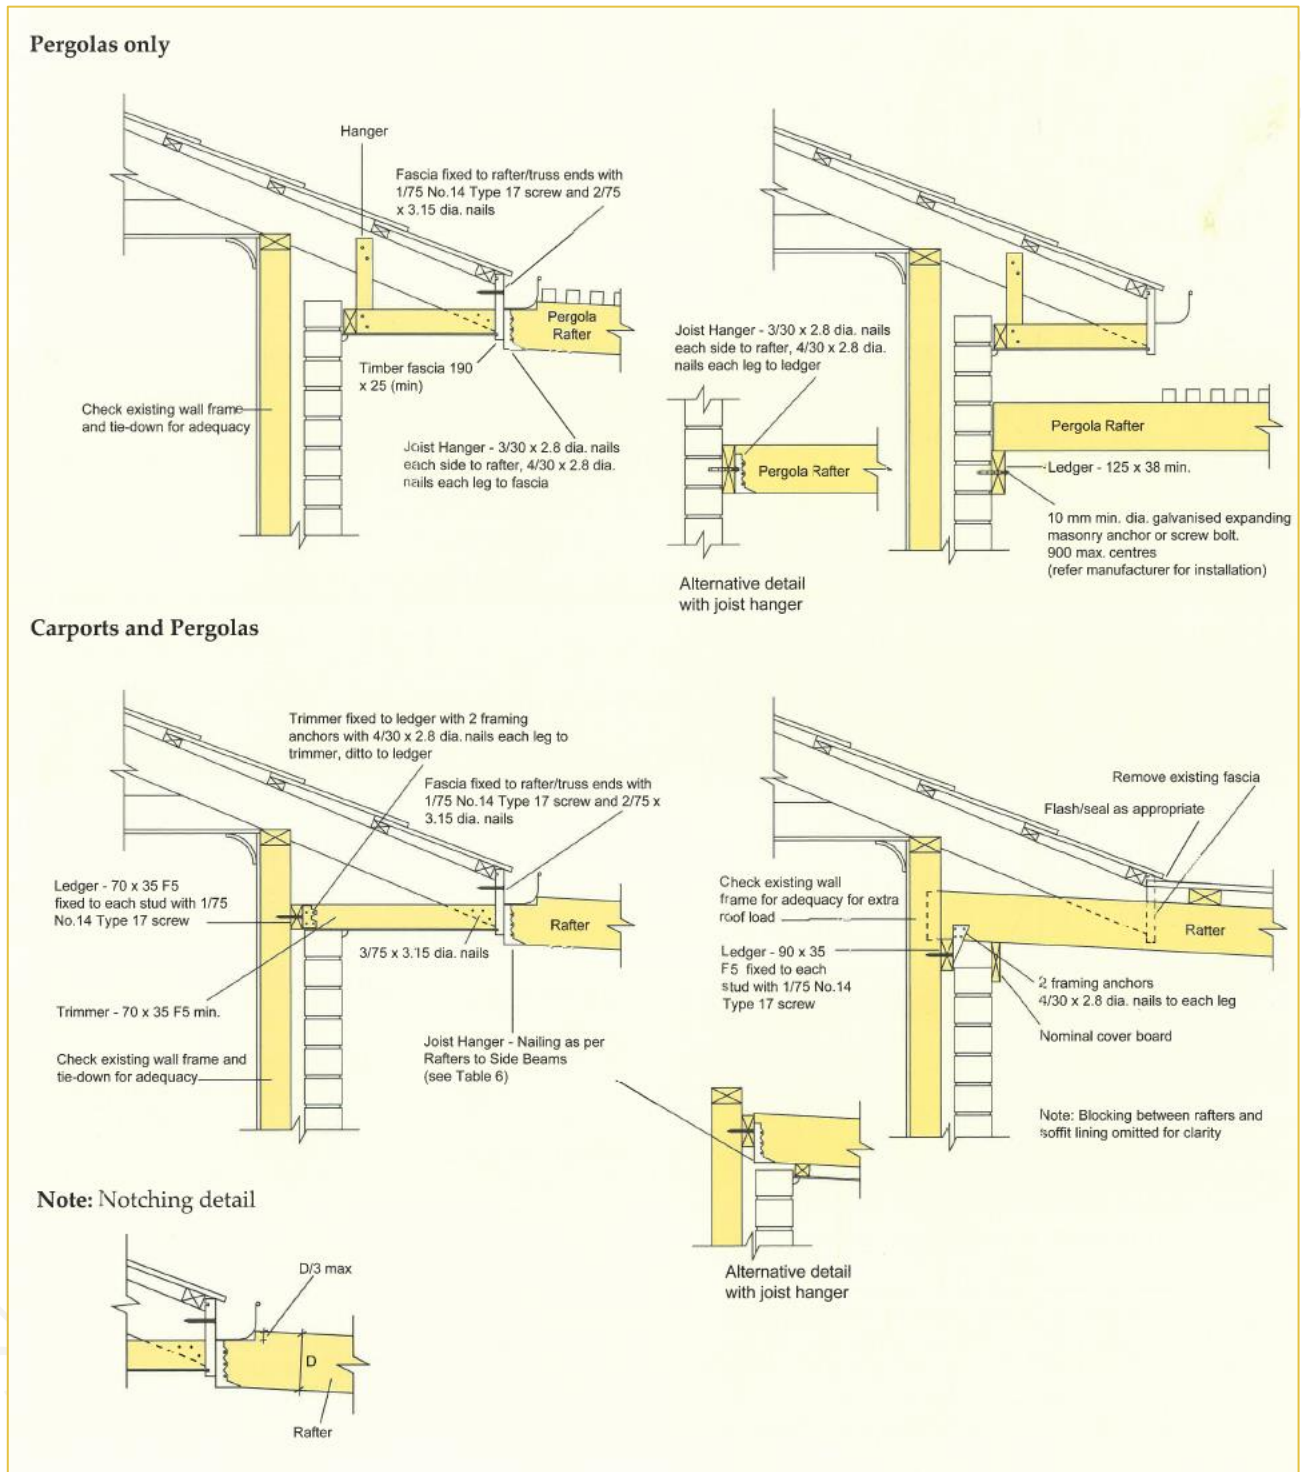 Pergolas only
Hanger
Fascia fixed to rafter/truss ends with
1/75 No.14 Type 17 screw and 2/75
x 3.15 dia. nails
Pergola
Rafter
Timber fascia 190
x 25 (min)
Check existing wall frame
and tie-down for adequacy
Joist Hanger - 3/30 x 2.8 dia. nails
each side to rafter, 4/30 x 2.8 dia.
nails each leg to fascia
Joist Hanger - 3/30 x 2.8 dia. nails
each side to rafter, 4/30 x 2.8 dia.
nails each leg to ledger
Pergola Rafter
Alternative detail
with joist hanger
Pergola Rafter
Ledger - 125 x 38 min.
10 mm min. dia. galvanised expanding
masonry anchor or screw bolt.
900 max. centres
(refer manufacturer for installation)
Carports and Pergolas
Trimmer fixed to ledger with 2 framing
anchors with 4/30 x 2.8 dia. nails each leg to
trimmer, ditto to ledger
Fascia fixed to rafter/truss ends with
1/75 No.14 Type 17 screw and 2/75 x
3.15 dia. nails
Ledger - 70 x 35 F5
fixed to each stud with 1/75
No.14 Type 17 screw
Rafter
3/75 x 3.15 dia. nails
Trimmer - 70 x 35 F5 min.
Check existing wall frame and
tie-down for adequacy
Joist Hanger - Nailing as per
Rafters to Side Beams
(see Table 6)
Remove existing fascia
Flash/seal as appropriate
Check existing wall
frame for adequacy for extra
roof load
Rafter
Ledger - 90 x 35
F5 fixed to each
stud with 1/75 No.14
Type 17 screw
2 framing anchors
4/30 x 2.8 dia. nails to each leg
Nominal cover board
Note: Blocking between rafters and
soffit lining omitted for clarity
Alternative detail
with joist hanger
Note: Notching detail
D/3 max
D
Rafter